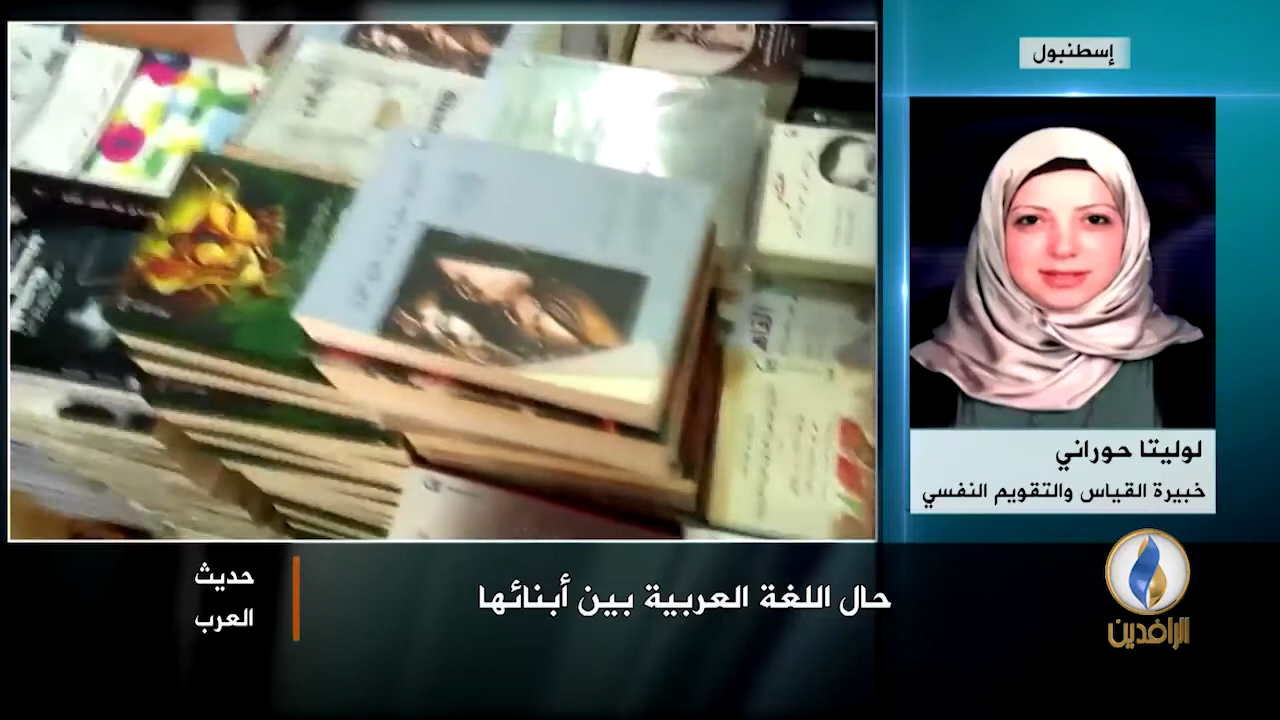 إسطنبول
لوليتا حوراني
خبيرة القياس والتقويم النفسي
حال اللغة العربية بين أبنائها
حديث
العرب
الرافدين